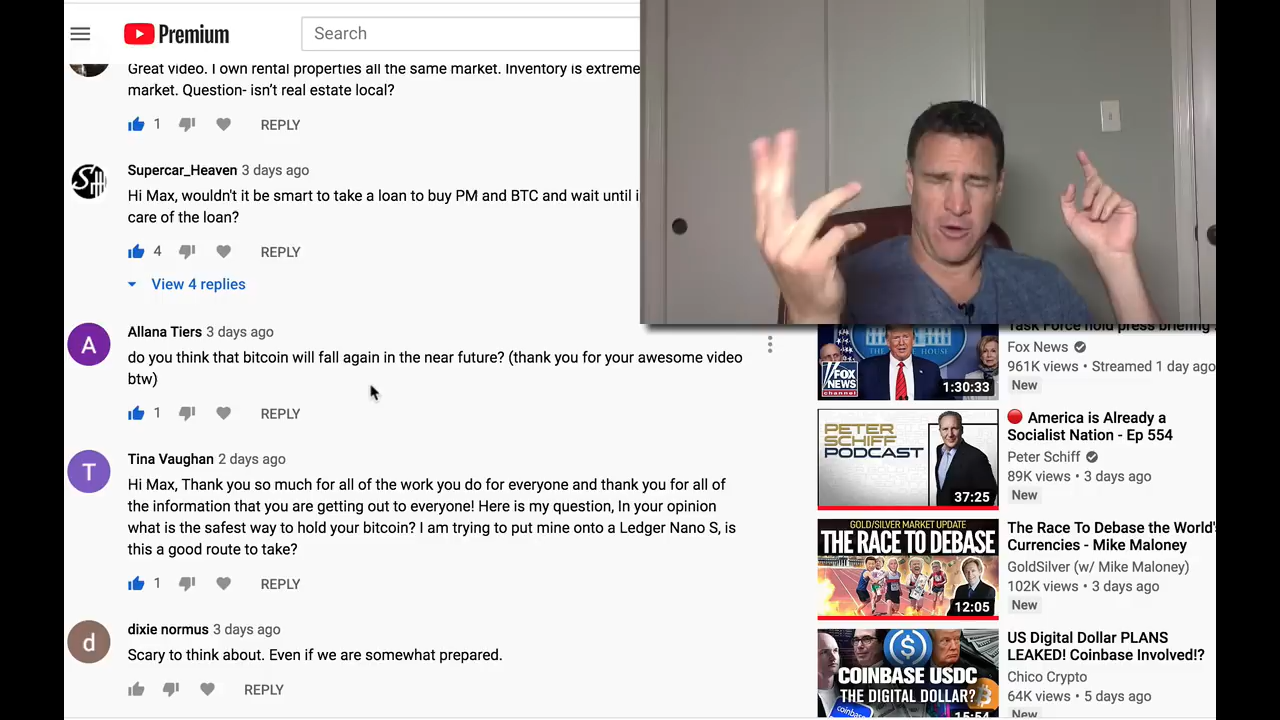 Premium
Search
Great video. I own rental properties all the same market. Inventory is extreme
market. Question- isn't real estate local?
1 REPLY
Supercar_Heaven 3 days ago
Hi Max, wouldn't it be smart to take a loan to buy PM and BTC and wait until i
care of the loan?
4 REPLY
View 4 replies
A
Allana Tiers 3 days ago
do you think that bitcoin will fall again in the near future? (thank you for your awesome video
btw)
1 REPLY
T
Tina Vaughan 2 days ago
Hi Max, Thank you so much for all of the work you do for everyone and thank you for all of
the information that you are getting out to everyone! Here is my question, In your opinion
what is the safest way to hold your bitcoin? I am trying to put mine onto a Ledger Nano S, is
this a good route to take?
1 REPLY
d
dixie normus 3 days ago
Scary to think about. Even if we are somewhat prepared.
REPLY
FOX
NEWS
channel
1:30:33
Task Force hold press briefing
Fox News
961K views • Streamed 1 day ago
New
PETER
SCHIFF
PODCAST
37:25
America is Already a
Socialist Nation - Ep 554
Peter Schiff
89K views • 3 days ago
New
GOLD/SILVER MARKET UPDATE
THE RACE TO DEBASE
12:05
The Race To Debase the World'
Currencies - Mike Maloney
GoldSilver (w/ Mike Maloney)
102K views • 3 days ago
New
COINBASE USDC
THE DIGITAL DOLLAR?
coinbase
15:54
US Digital Dollar PLANS
LEAKED! Coinbase Involved!?
Chico Crypto
64K views • 5 days ago
New